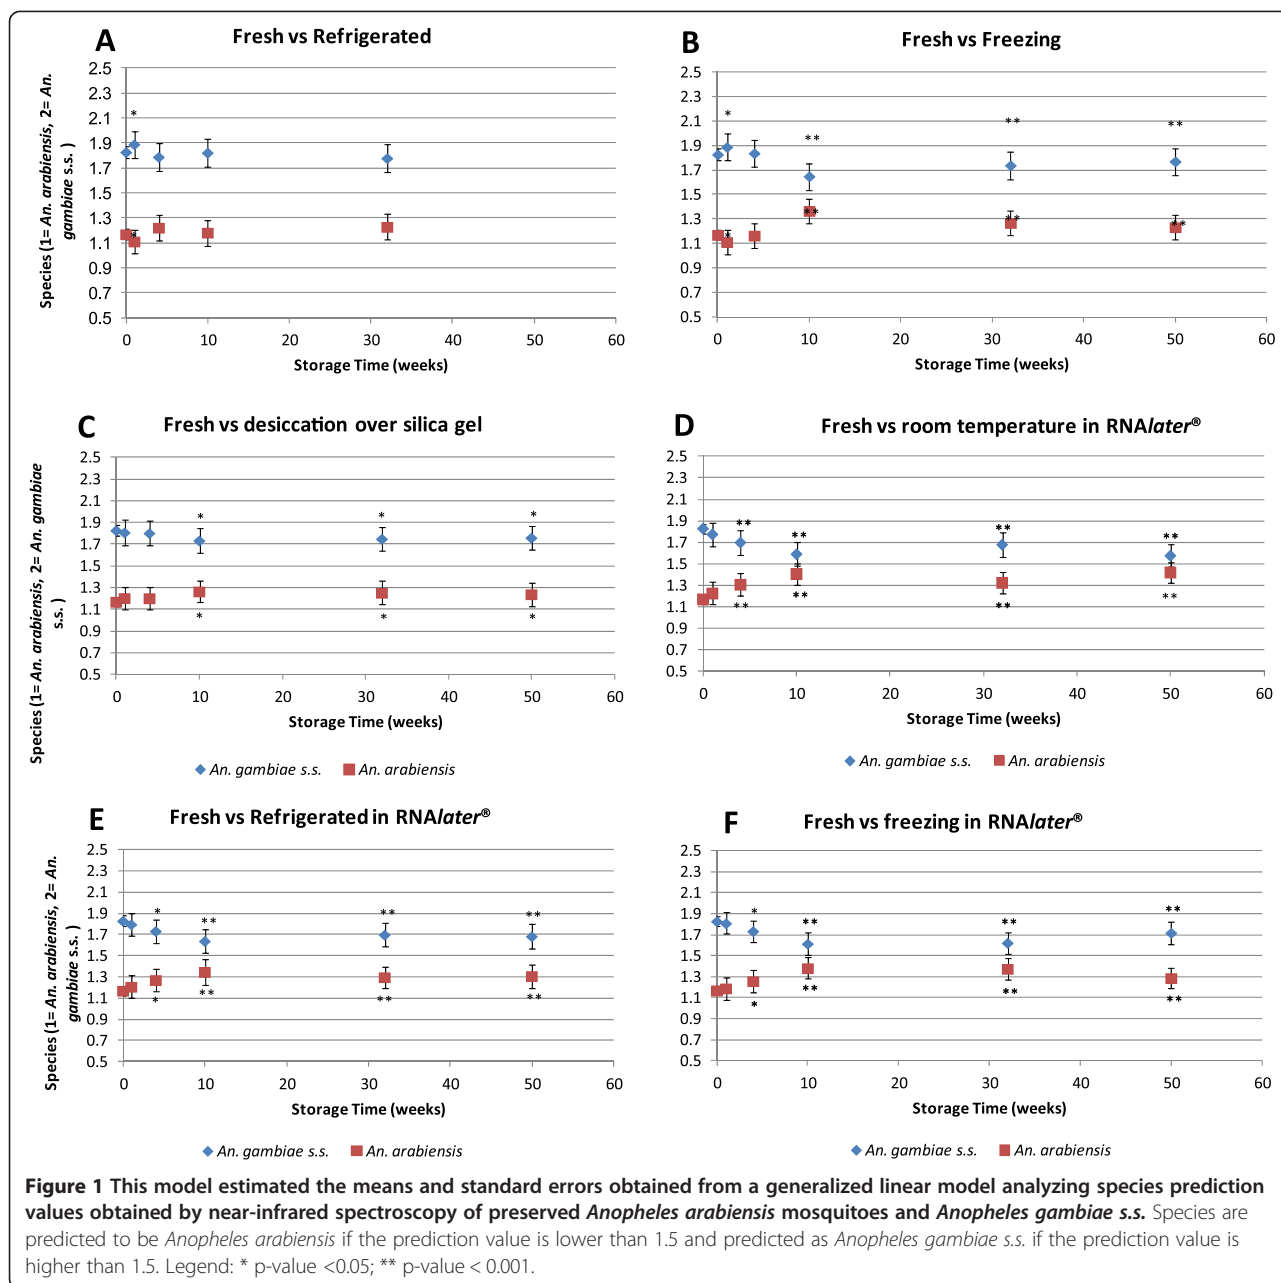 A
Fresh vs Refrigerated
Species (1= An. arabiensis, 2= An.
gambiae s.s. )
2.5
2.3
2.1
1.9
1.7
1.5
1.3
1.1
0.9
0.7
0.5
*
*
0 10 20 30 40 50 60
Storage Time (weeks)
B
Fresh vs Freezing
2.5
2.3
2.1
1.9
1.7
1.5
1.3
1.1
0.9
0.7
0.5
* ** ** **
* ** ** **
0 10 20 30 40 50 60
Storage Time (weeks)
C
Fresh vs desiccation over silica gel
Species (1= An. arabiensis, 2= An. gambiae
s.s. )
2.5
2.3
2.1
1.9
1.7
1.5
1.3
1.1
0.9
0.7
0.5
* * *
* * *
0 10 20 30 40 50 60
Storage Time (weeks)
An. gambiae s.s. An. arabiensis
D
Fresh vs room temperature in RNAlater®
2.5
2.3
2.1
1.9
1.7
1.5
1.3
1.1
0.9
0.7
0.5
** ** ** **
** ** ** **
0 10 20 30 40 50 60
Storage Time (weeks)
An. gambiae s.s. An. arabiensis
E
Fresh vs Refrigerated in RNAlater®
Species (1= An. arabiensis, 2= An.
gambiae s.s. )
2.5
2.3
2.1
1.9
1.7
1.5
1.3
1.1
0.9
0.7
0.5
* ** ** **
* ** ** **
0 10 20 30 40 50 60
Storage Time (weeks)
An. gambiae s.s. An. arabiensis
F
Fresh vs freezing in RNAlater®
2.5
2.3
2.1
1.9
1.7
1.5
1.3
1.1
0.9
0.7
0.5
* ** ** **
* ** ** **
0 10 20 30 40 50 60
Storage Time (weeks)
An. gambiae s.s. An. arabiensis
Figure 1 This model estimated the means and standard errors obtained from a generalized linear model analyzing species prediction
values obtained by near-infrared spectroscopy of preserved Anopheles arabiensis mosquitoes and Anopheles gambiae s.s. Species are
predicted to be Anopheles arabiensis if the prediction value is lower than 1.5 and predicted as Anopheles gambiae s.s. if the prediction value is
higher than 1.5. Legend: * p-value <0.05; ** p-value < 0.001.